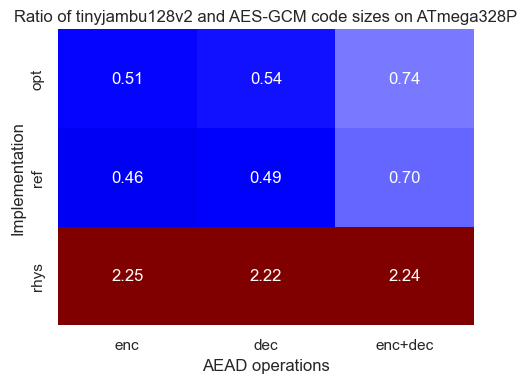 Ratio of tinyjambu128v2 and AES-GCM code sizes on ATmega328P
Implementation
opt
0.51 0.54 0.74
ref
0.46 0.49 0.70
rhys
2.25 2.22 2.24
enc dec enc+dec
AEAD operations